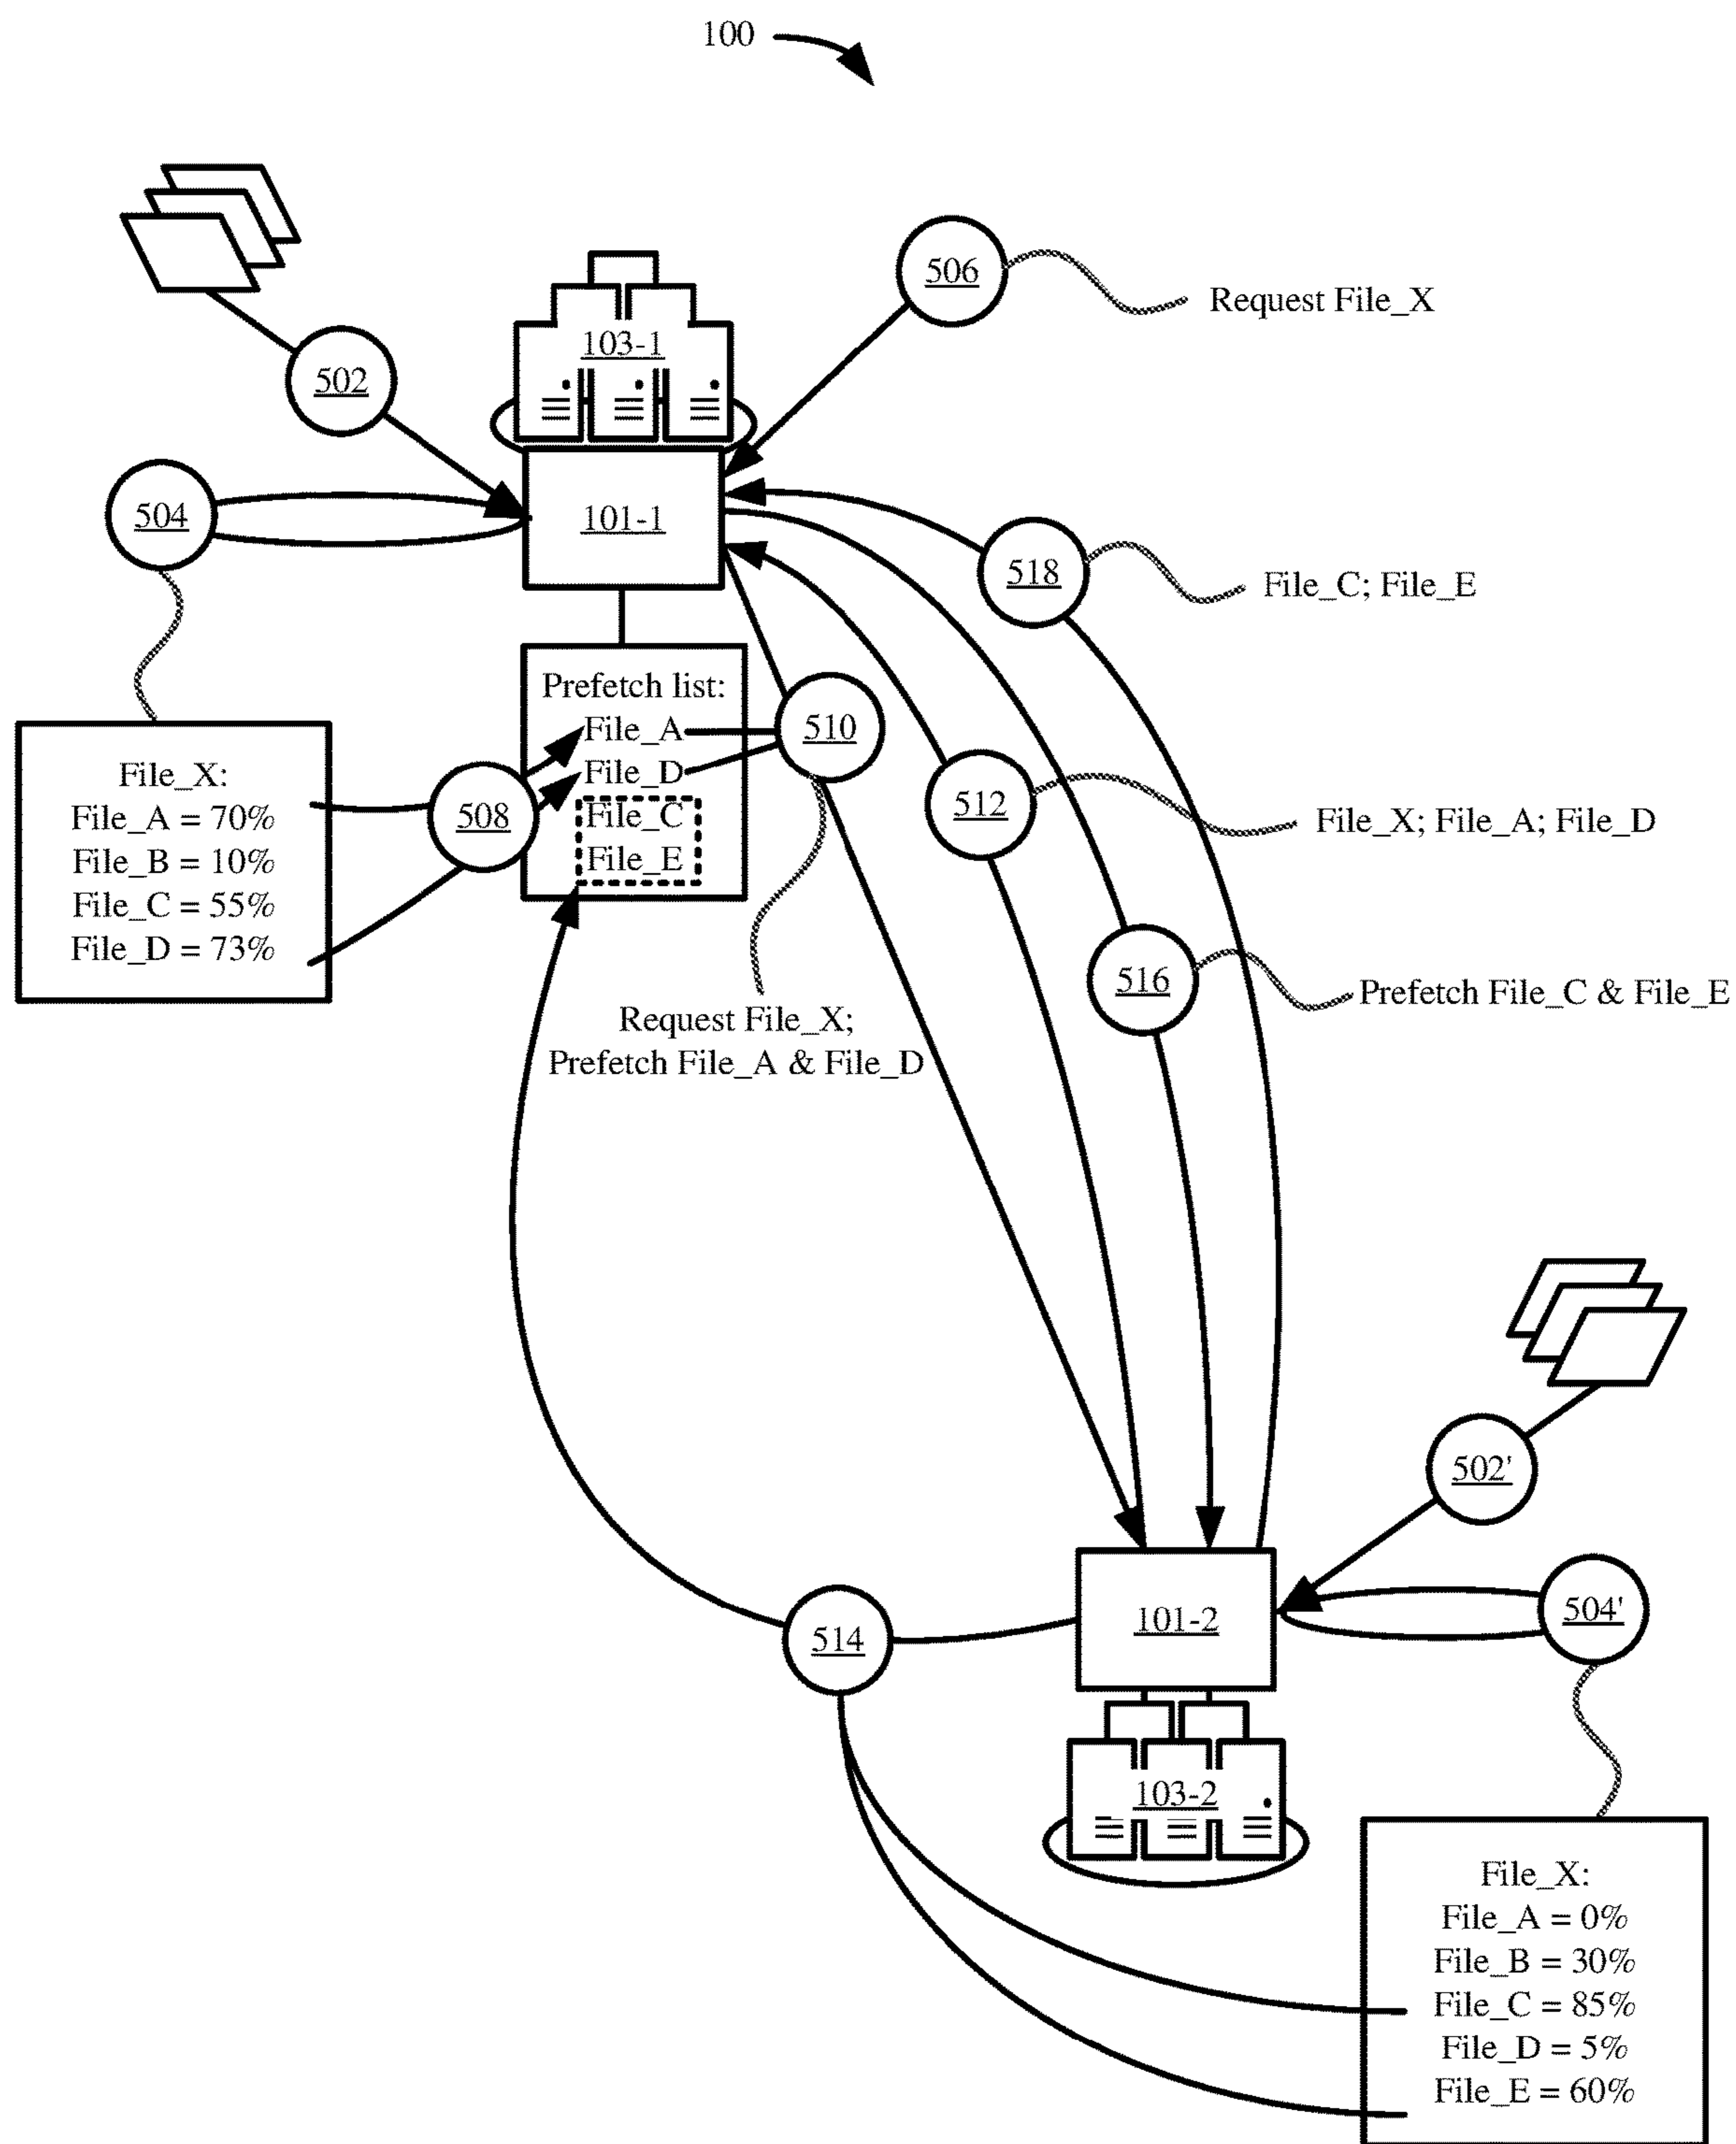 100
506
Request File_X
103-1
502
504
101-1
518
File_C; File_E
Prefetch list:
File_A
File_D
File_C
File_E
510
508
512
File_X; File_A; File_D
File_X:
File_A = 70%
File_B = 10%
File_C = 55%
File_D = 73%
516
Prefetch File_C & File_E
Request File_X;
Prefetch File_A & File_D
502'
504'
101-2
514
103-2
File_X:
File_A = 0%
File_B = 30%
File_C = 85%
File_D = 5%
File_E = 60%